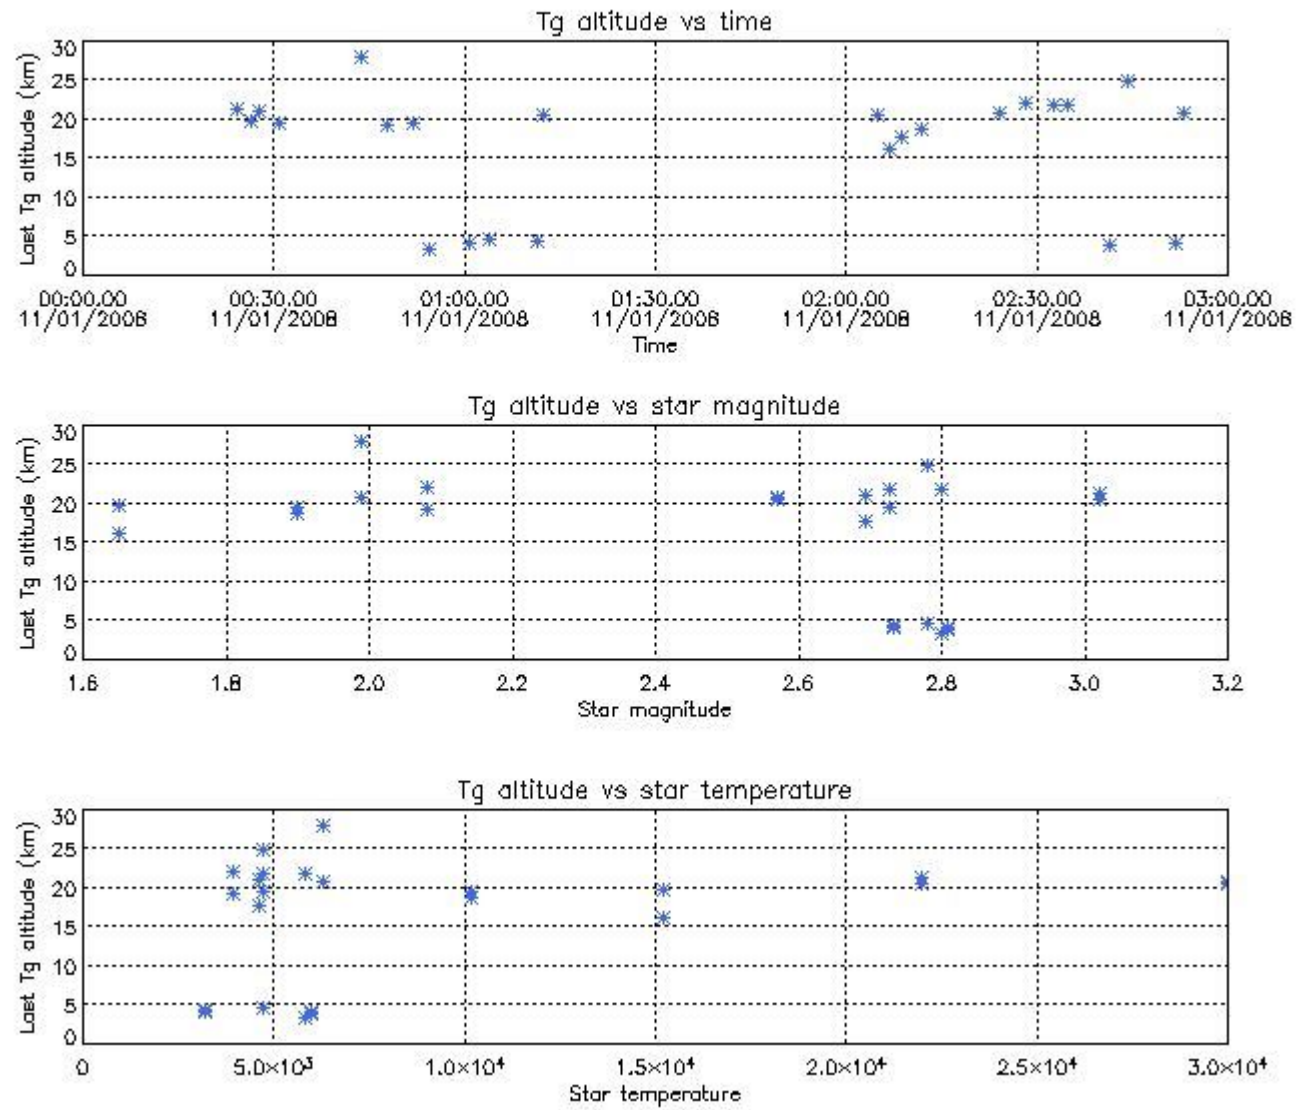 Tg altitude vs time
Last Tg altitude (km)
30
25
20
15
10
5
0
00:00.00 00:30.00 01:00.00 01:30.00 02:00.00 02:30.00 03:00.00
11/01/2008 11/01/2008 11/01/2008 11/01/2008 11/01/2008 11/01/2008 11/01/2008
Time
Tg altitude vs star magnitude
Last Tg altitude (km)
30
25
20
15
10
5
0
1.6 1.8 2.0 2.2 2.4 2.6 2.8 3.0 3.2
Star magnitude
Tg altitude vs star temperature
Last Tg altitude (km)
30
25
20
15
10
5
0
0 5.0×10³ 1.0×10⁴ 1.5×10⁴ 2.0×10⁴ 2.5×10⁴ 3.0×10⁴
Star temperature